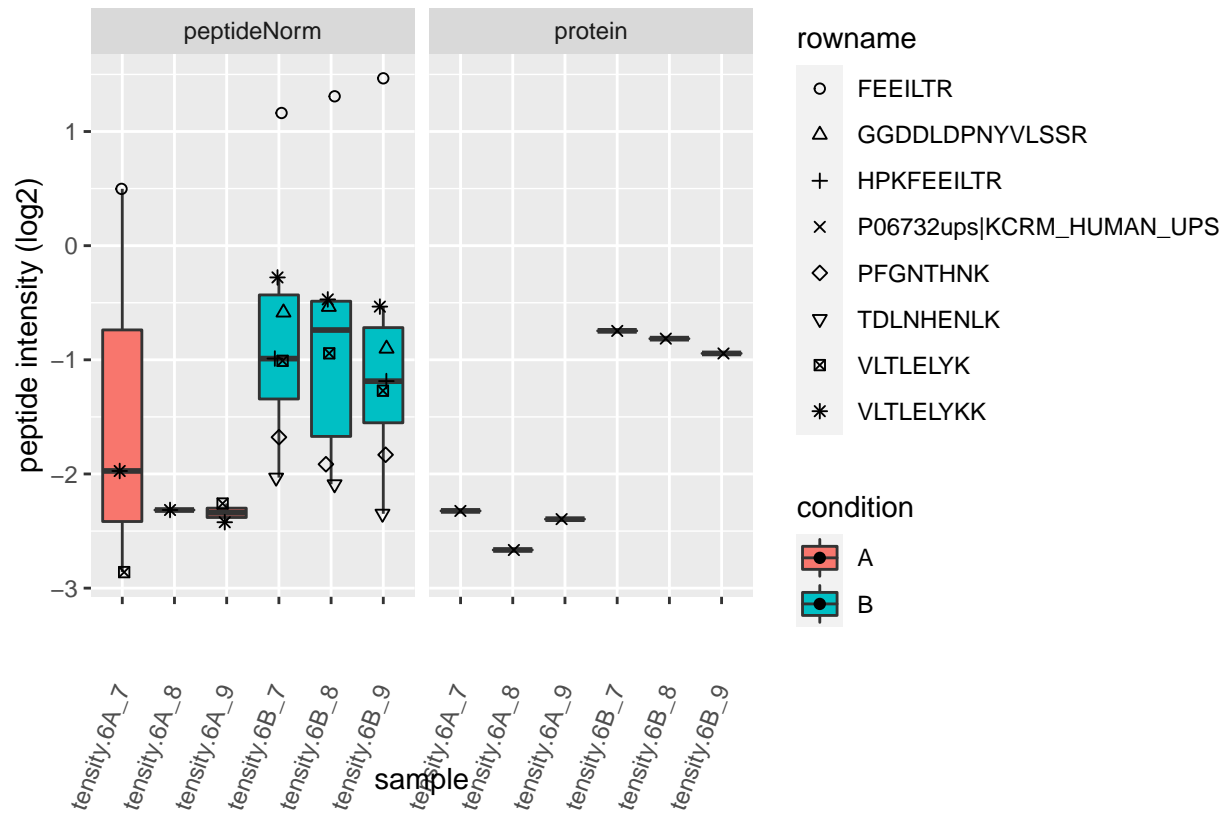 peptideNorm
protein
peptide intensity (log2)
1
0
−1
−2
−3
tensity.6A_7
tensity.6A_8
tensity.6A_9
tensity.6B_7
tensity.6B_8
tensity.6B_9
tensity.6A_7
tensity.6A_8
tensity.6A_9
tensity.6B_7
tensity.6B_8
tensity.6B_9
sample
rowname
FEEILTR
GGDDLDPNYVLSSR
HPKFEEILTR
P06732ups|KCRM_HUMAN_UPS
PFGNTHNK
TDLNHENLK
VLTLELYK
VLTLELYKK
condition
A
B